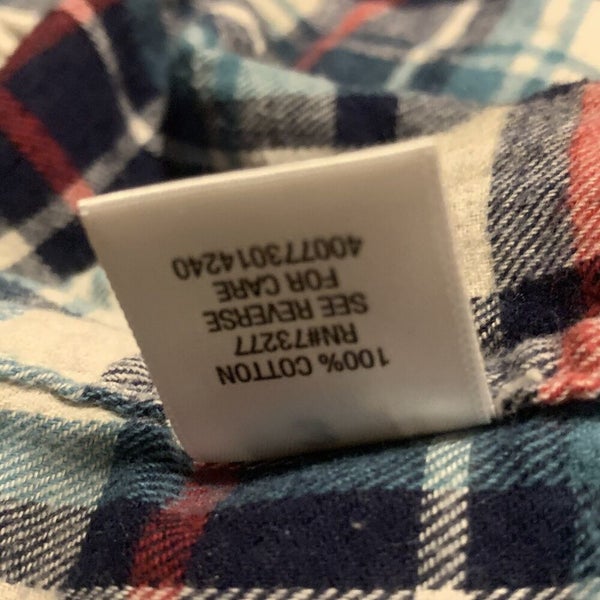 100% COTTON
RN#73277
SEE REVERSE
FOR CARE
400773014240